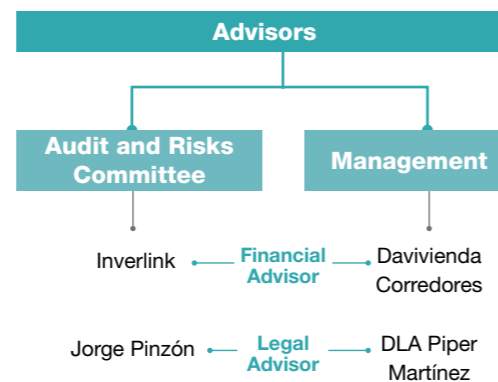 Advisors
Audit and Risks
Committee
Management
Inverlink
Financial
Advisor
Davivienda
Corredores
Jorge Pinzón
Legal
Advisor
DLA Piper
Martínez